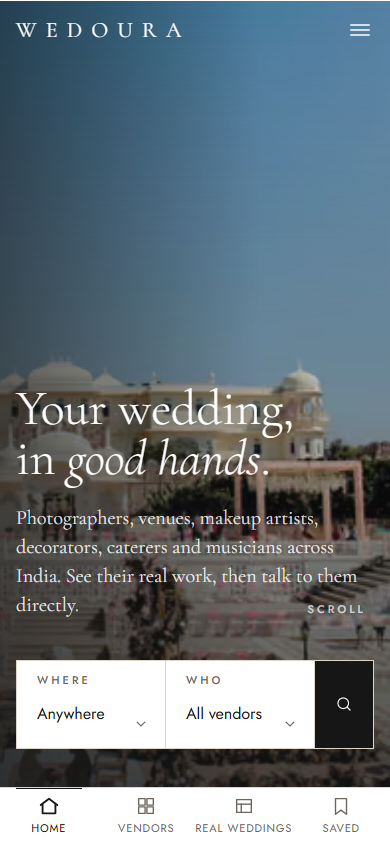 WEDOURA
Your wedding,
in good hands.
Photographers, venues, makeup artists,
decorators, caterers and musicians across
India. See their real work, then talk to them
directly.
SCROLL
WHERE
WHO
Anywhere
All vendors
HOME
VENDORS
REAL WEDDINGS
SAVED